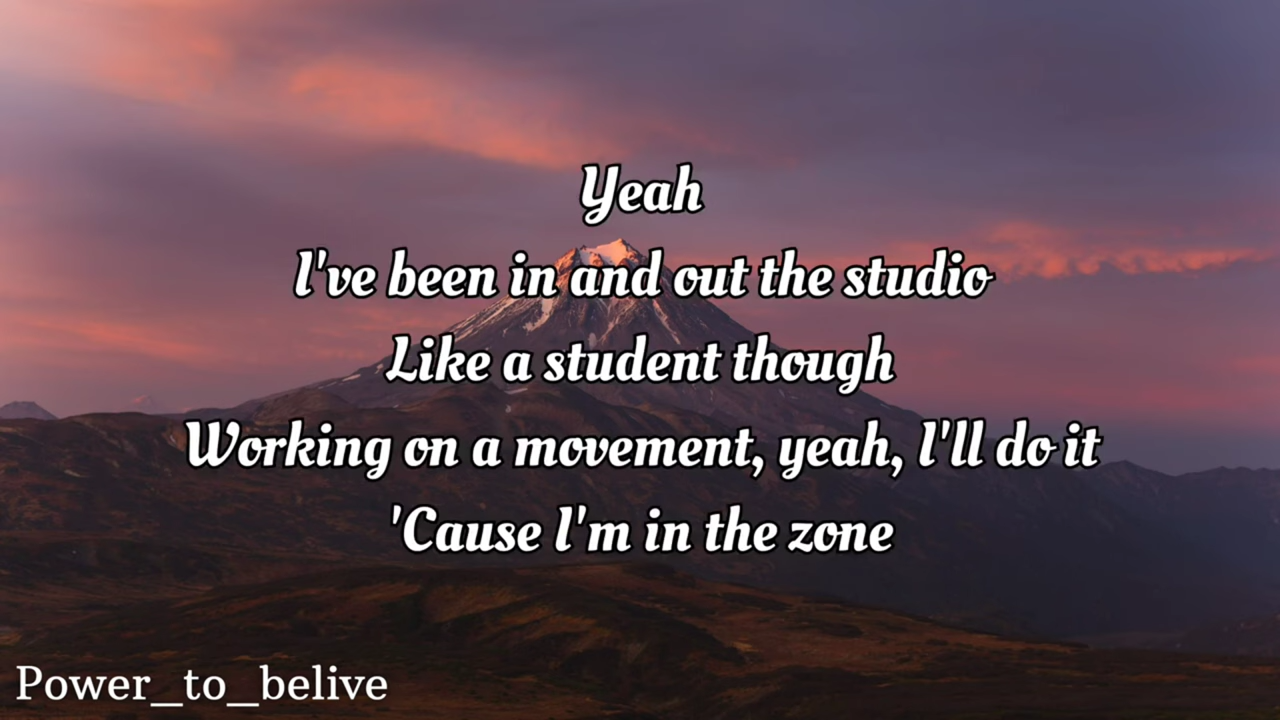 Yeah
I've been in and out the studio
Like a student though
Working on a movement, yeah, I'll do it
'Cause I'm in the zone
Power_to_belive